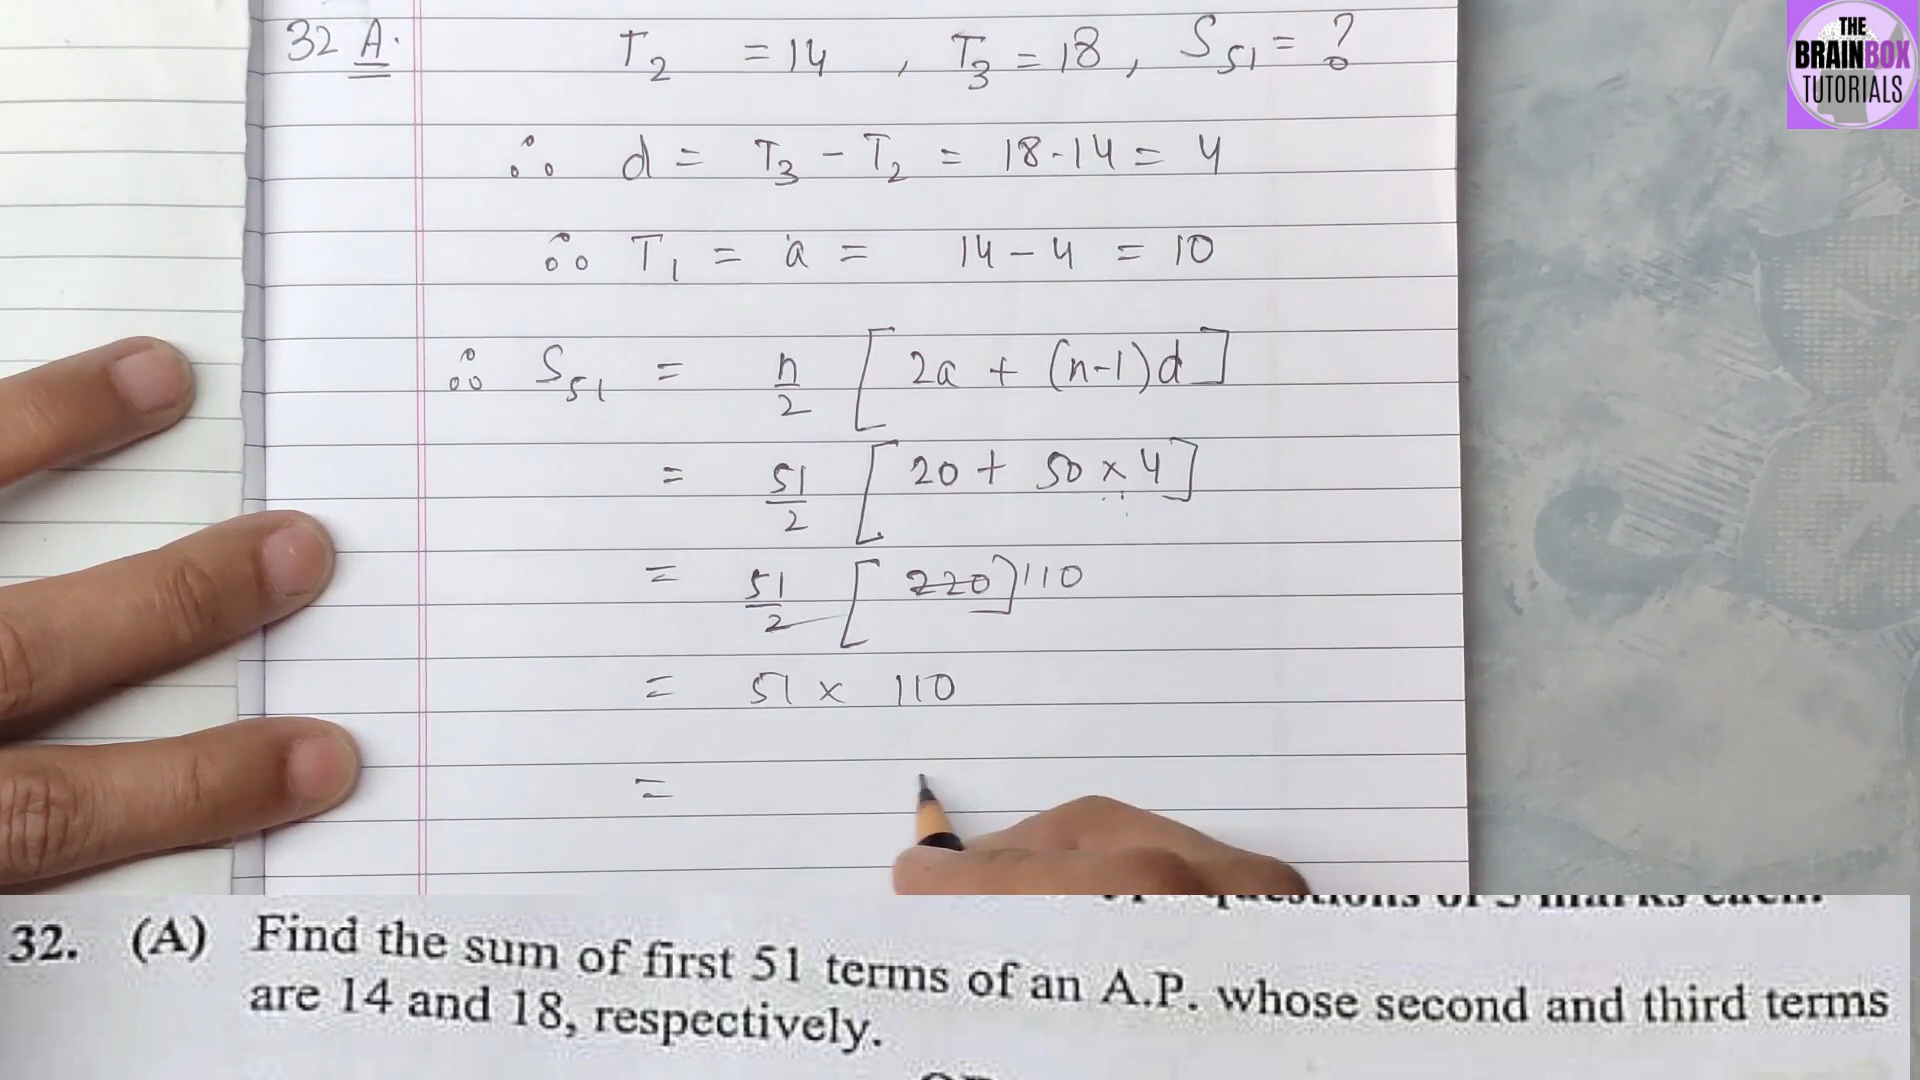 THE
BRAINBOX
TUTORIALS
32 A. T2 = 14 , T3 = 18, S51 = ?
∴ d = T3 - T2 = 18 - 14 = 4
∴ T1 = a = 14 - 4 = 10
∴ S51 = n/2 [2a + (n-1)d]
= 51/2 [20 + 50 × 4]
= 51/2 [220] 110
= 51 × 110
=
32. (A) Find the sum of first 51 terms of an A.P. whose second and third terms
are 14 and 18, respectively.